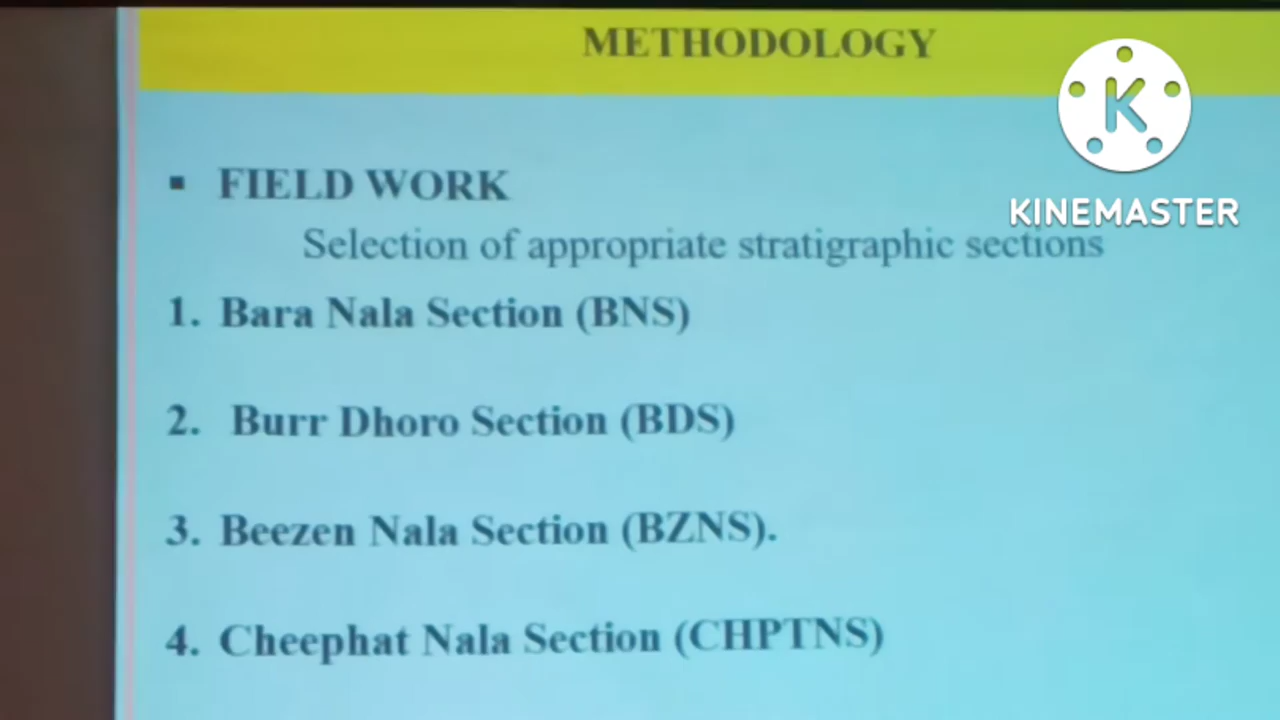 METHODOLOGY
▪ FIELD WORK
Selection of appropriate stratigraphic sections
1. Bara Nala Section (BNS)
2. Burr Dhoro Section (BDS)
3. Beezen Nala Section (BZNS).
4. Cheephat Nala Section (CHPTNS)
K
KINEMASTER